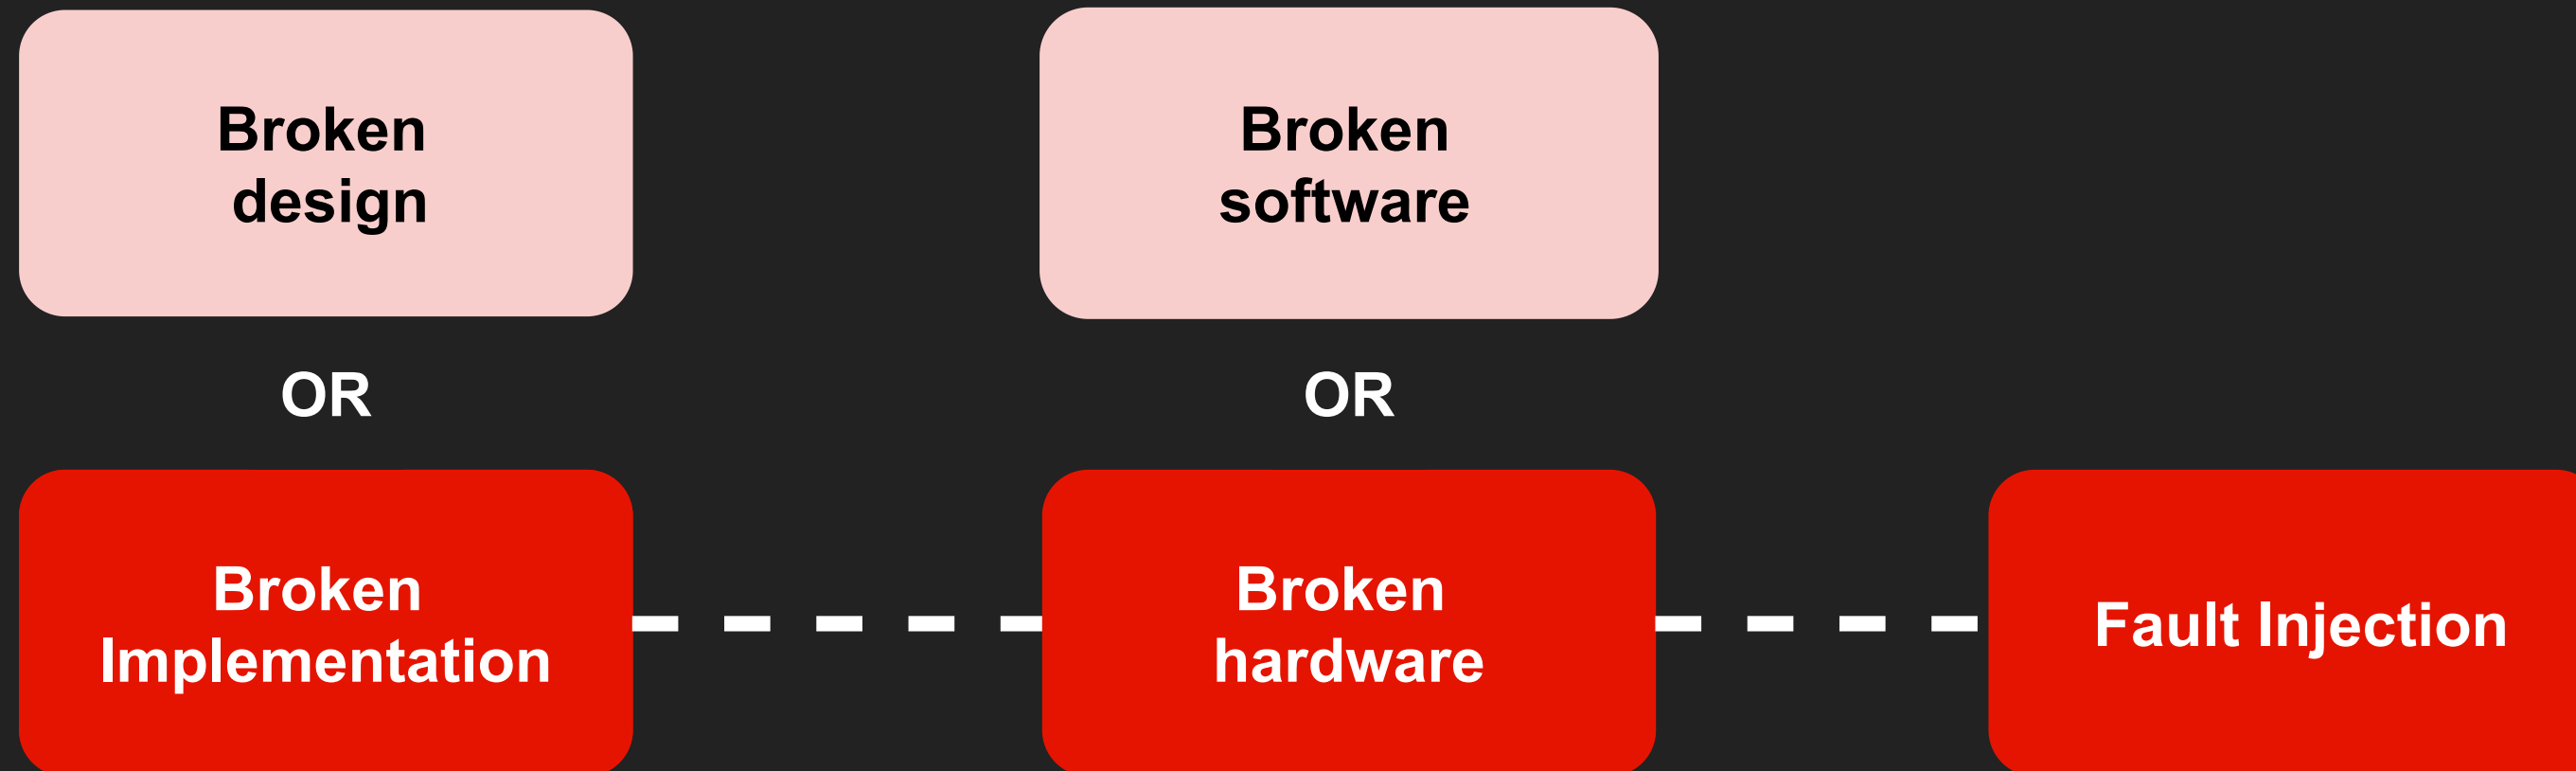 Broken
design
Broken
software
OR
OR
Broken
Implementation
Broken
hardware
Fault Injection